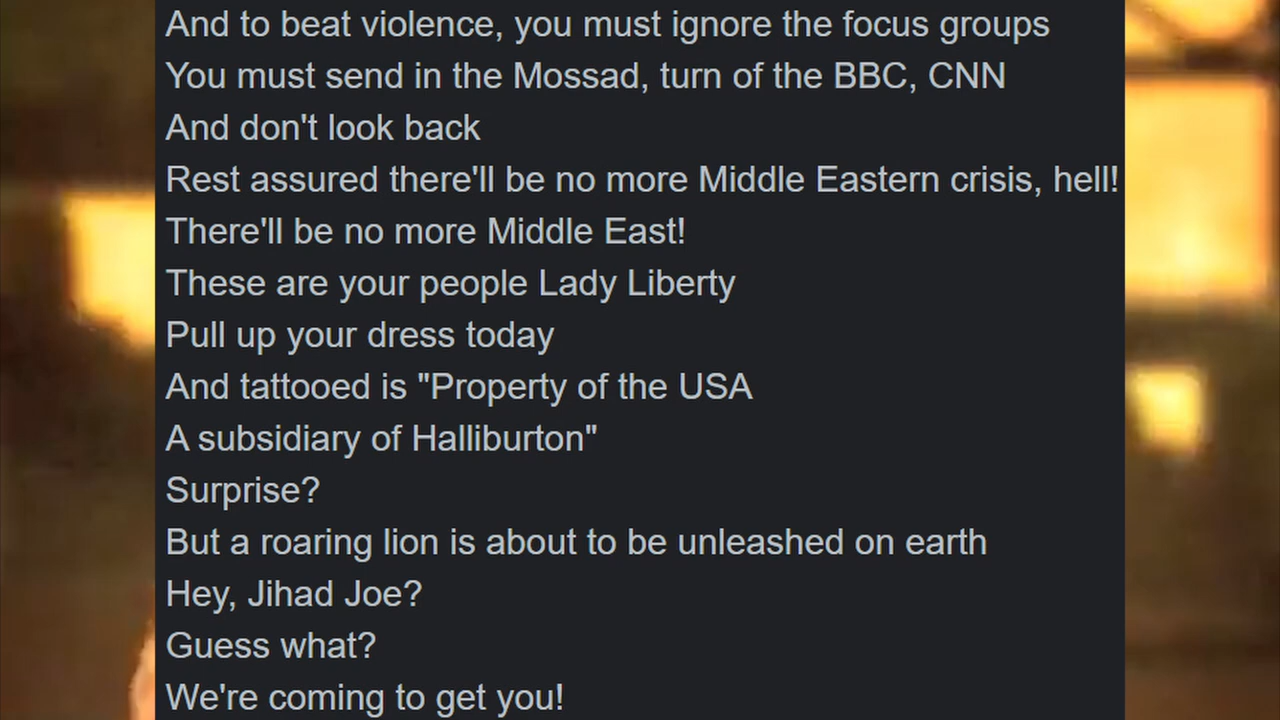 And to beat violence, you must ignore the focus groups
You must send in the Mossad, turn of the BBC, CNN
And don't look back
Rest assured there'll be no more Middle Eastern crisis, hell!
There'll be no more Middle East!
These are your people Lady Liberty
Pull up your dress today
And tattooed is "Property of the USA
A subsidiary of Halliburton"
Surprise?
But a roaring lion is about to be unleashed on earth
Hey, Jihad Joe?
Guess what?
We're coming to get you!